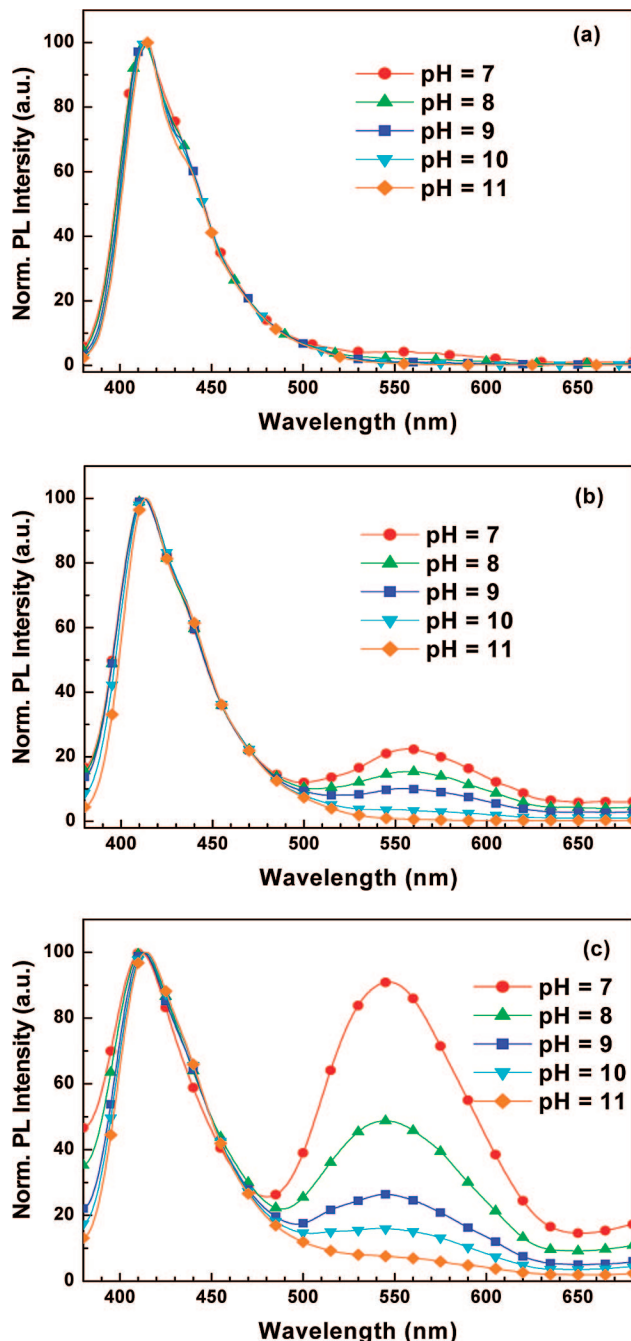 (a)
Norm. PL Intersity (a.u.)
100
80
60
40
20
0
pH = 7
pH = 8
pH = 9
pH = 10
pH = 11
400 450 500 550 600 650
Wavelength (nm)
(b)
Norm. PL Intersity (a.u.)
100
80
60
40
20
0
pH = 7
pH = 8
pH = 9
pH = 10
pH = 11
400 450 500 550 600 650
Wavelength (nm)
(c)
Norm. PL Intensity (a.u.)
100
80
60
40
20
0
pH = 7
pH = 8
pH = 9
pH = 10
pH = 11
400 450 500 550 600 650
Wavelength (nm)